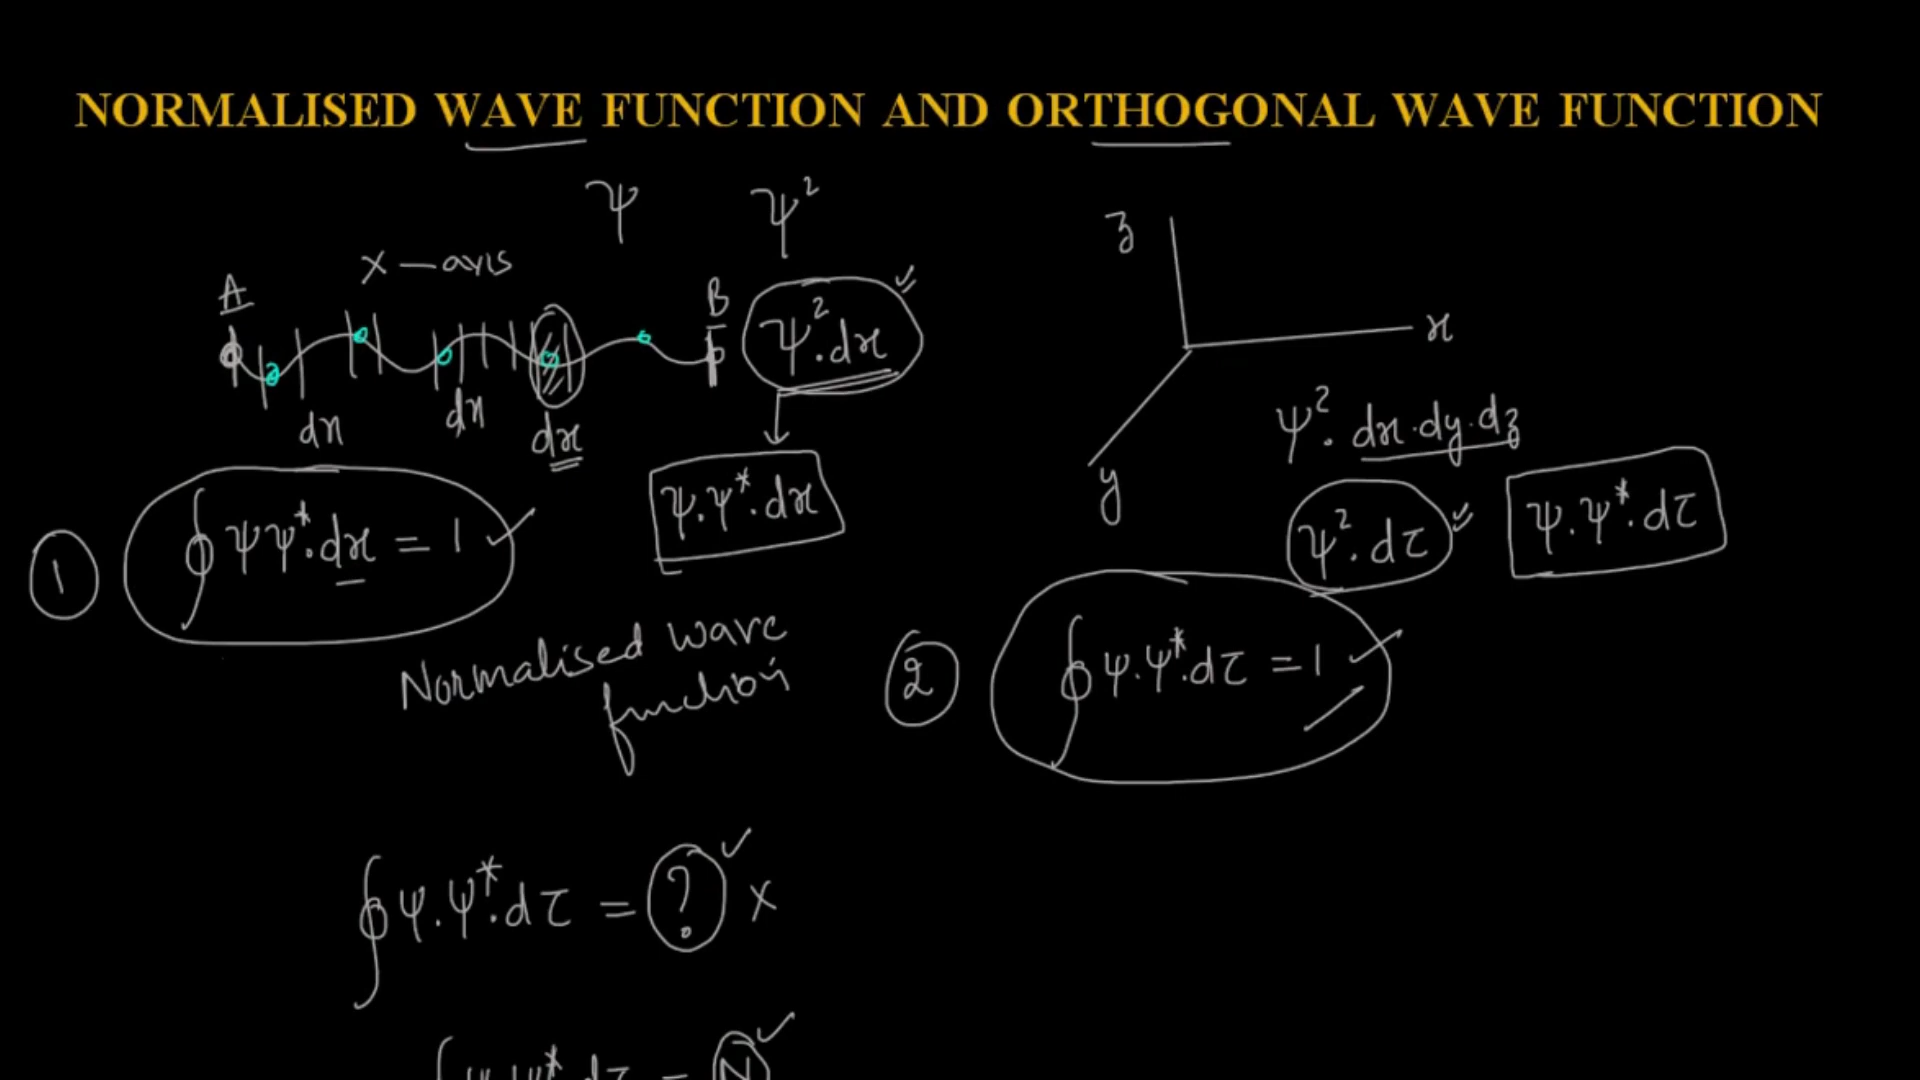 NORMALISED WAVE FUNCTION AND ORTHOGONAL WAVE FUNCTION
ψ ψ²
x - axis
A B
ψ².dx
dx dx dx
ψ.ψ*.dx
① ∮ψψ*.dx = 1
Normalised wave
function
z
x
y
ψ².dx.dy.dz
ψ².dτ ψ.ψ*.dτ
② ∮ψ.ψ*.dτ = 1
∮ψ.ψ*.dτ = ? x
∫ψ.ψ*.dτ = N